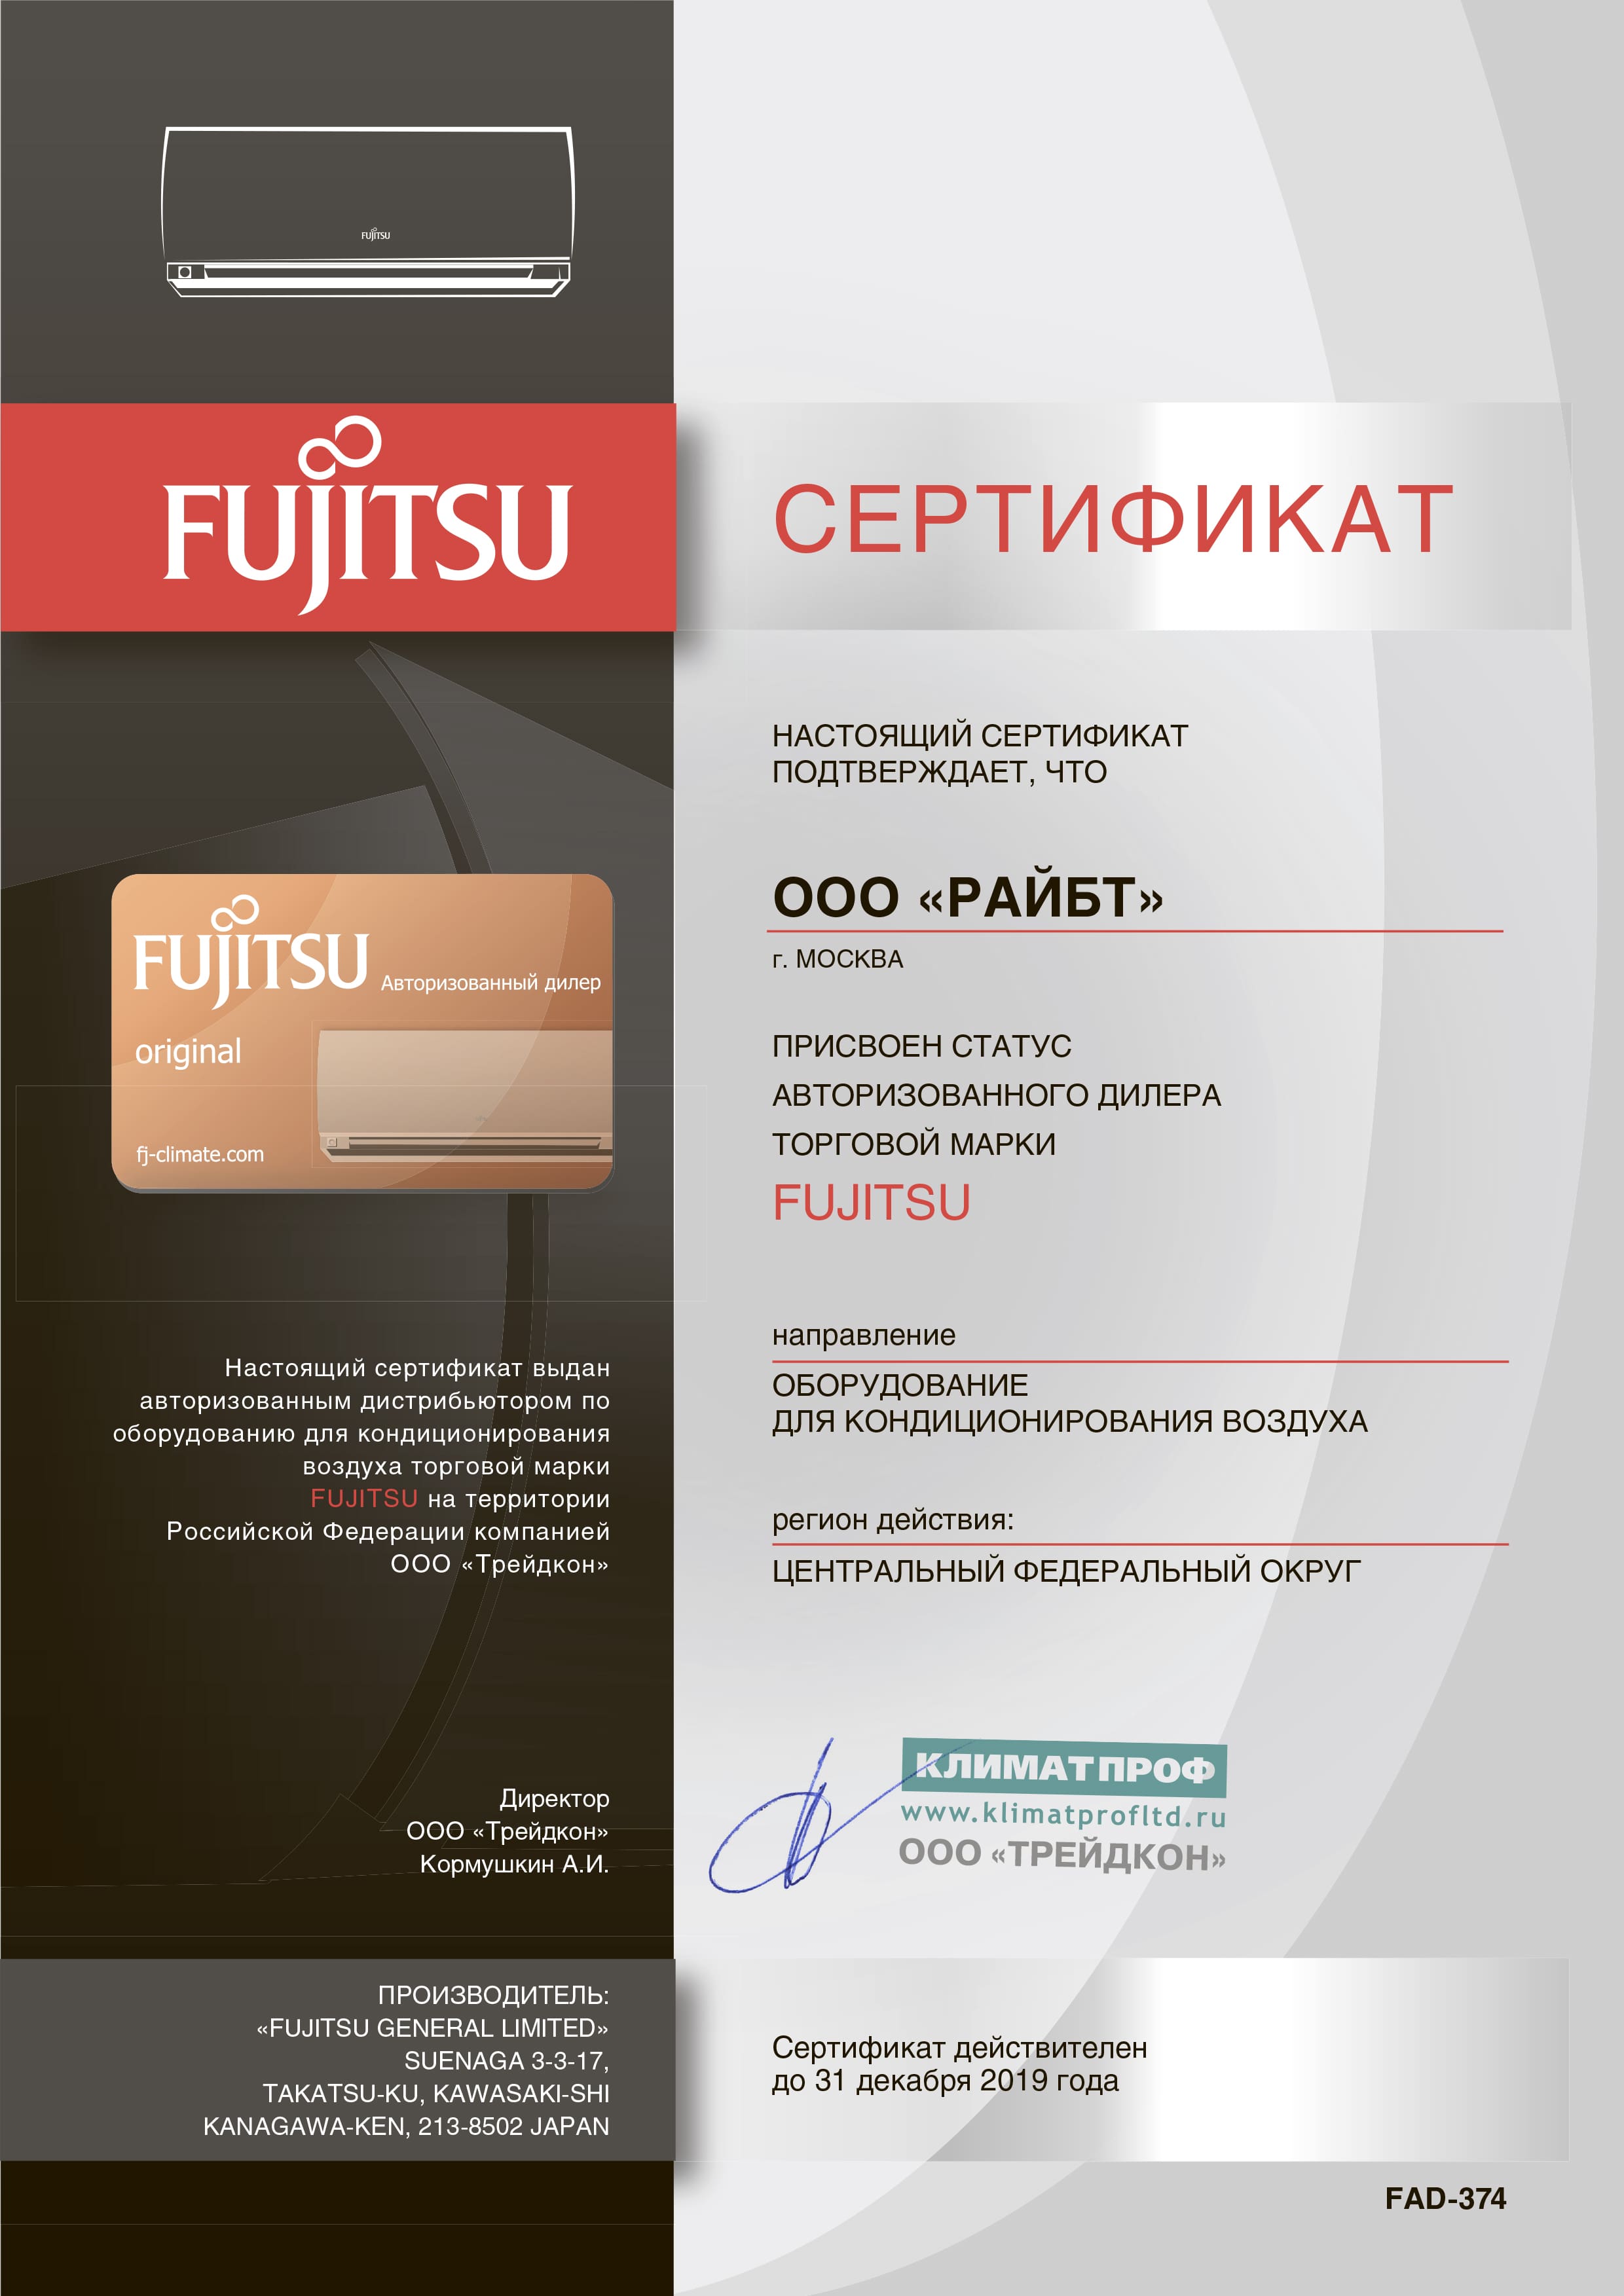 FUJITSU
FUJITSU
СЕРТИФИКАТ
НАСТОЯЩИЙ СЕРТИФИКАТ
ПОДТВЕРЖДАЕТ, ЧТО
ООО «РАЙБТ»
г. МОСКВА
ПРИСВОЕН СТАТУС
АВТОРИЗОВАННОГО ДИЛЕРА
ТОРГОВОЙ МАРКИ
FUJITSU
FUJITSU Авторизованный дилер
original
fj-climate.com
направление
ОБОРУДОВАНИЕ
ДЛЯ КОНДИЦИОНИРОВАНИЯ ВОЗДУХА
регион действия:
ЦЕНТРАЛЬНЫЙ ФЕДЕРАЛЬНЫЙ ОКРУГ
Настоящий сертификат выдан
авторизованным дистрибьютором по
оборудованию для кондиционирования
воздуха торговой марки
FUJITSU на территории
Российской Федерации компанией
ООО «Трейдкон»
Директор
ООО «Трейдкон»
Кормушкин А.И.
КЛИМАТПРОФ
www.klimatprofltd.ru
ООО «ТРЕЙДКОН»
ПРОИЗВОДИТЕЛЬ:
«FUJITSU GENERAL LIMITED»
SUENAGA 3-3-17,
TAKATSU-KU, KAWASAKI-SHI
KANAGAWA-KEN, 213-8502 JAPAN
Сертификат действителен
до 31 декабря 2019 года
FAD-374